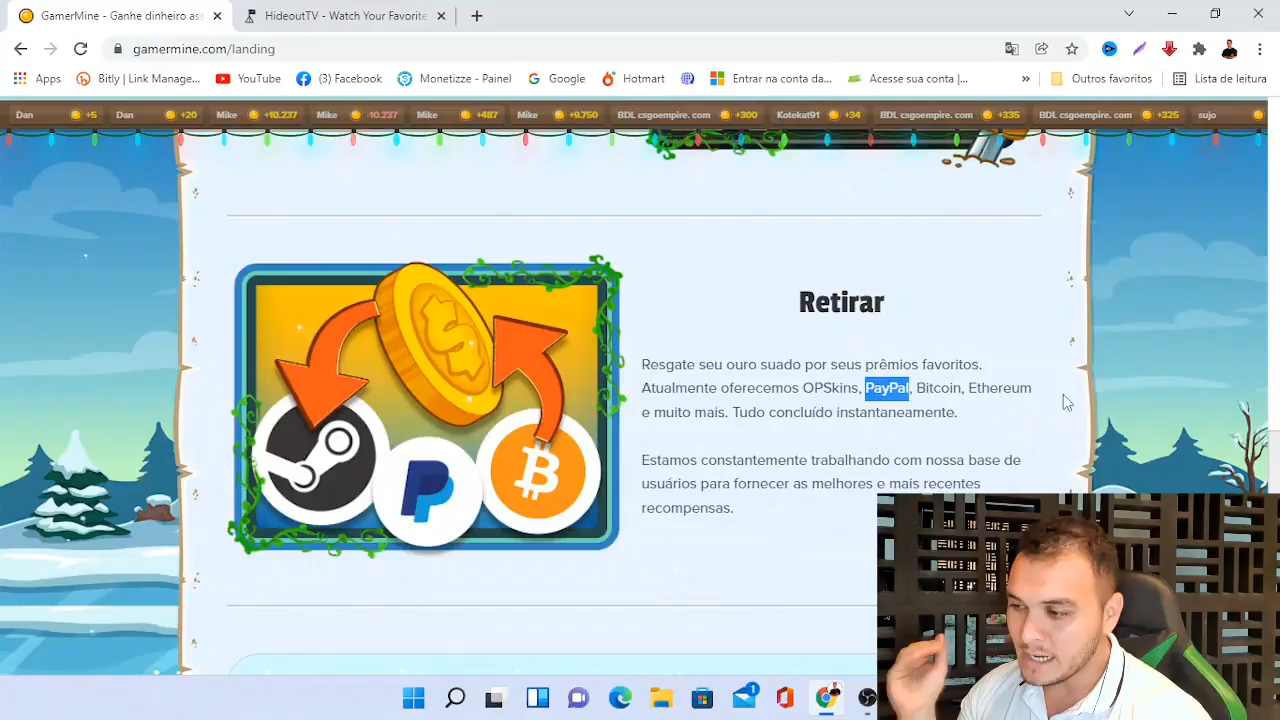 GamerMine - Ganhe dinheiro ass
HideoutTV - Watch Your Favorite
gamermine.com/landing
Apps
Bitly | Link Manage...
YouTube
(3) Facebook
Monetizze - Painel
Google
Hotmart
Entrar na conta da...
Acesse sua conta |...
»
Outros favoritos
Lista de leitura
Dan +5
Dan +20
Mike +10.237
Mike -10.237
Mike +487
Mike +9.750
BDL csgoempire. com +300
Kotekat91 +34
BDL csgoempire. com +335
BDL csgoempire. com +325
sujo
Retirar
Resgate seu ouro suado por seus prêmios favoritos.
Atualmente oferecemos OPSkins, PayPal, Bitcoin, Ethereum
e muito mais. Tudo concluído instantaneamente.
Estamos constantemente trabalhando com nossa base de
usuários para fornecer as melhores e mais recentes
recompensas.
1